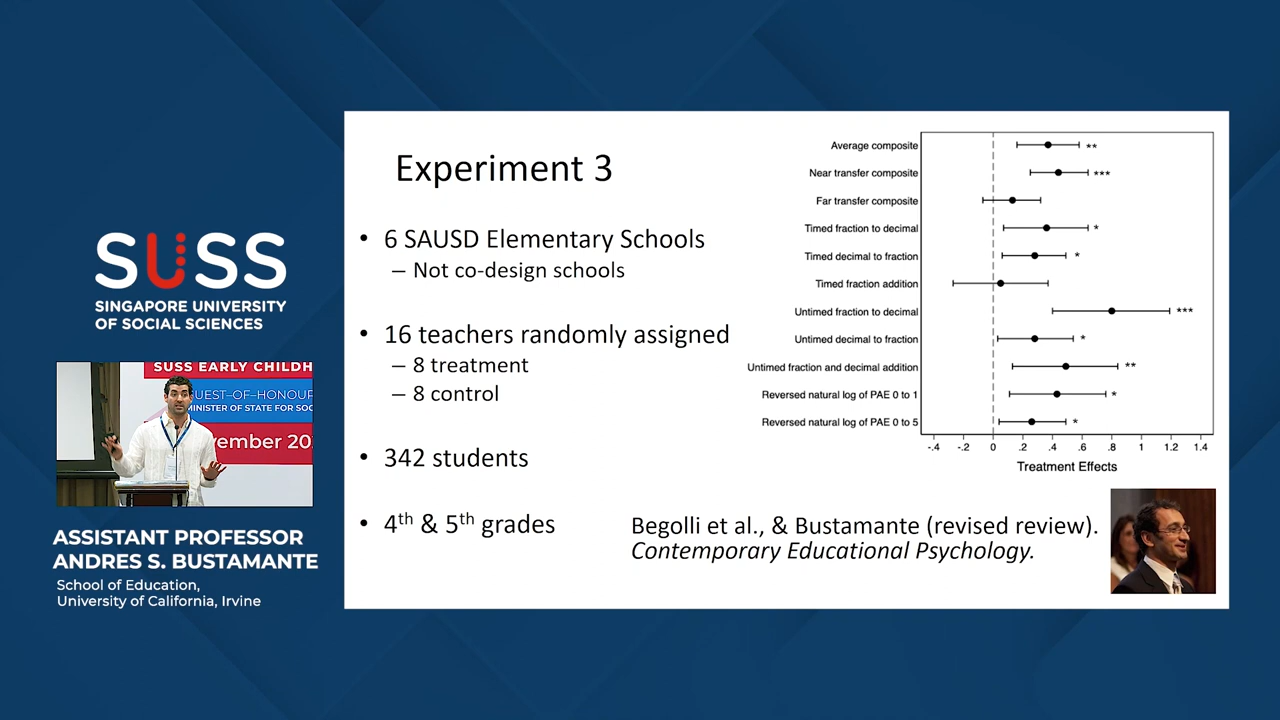 SUSS
SINGAPORE UNIVERSITY
OF SOCIAL SCIENCES
SUSS EARLY CHILDH
UEST-OF-HONOUR
MINISTER OF STATE FOR SOC
vember 20
ASSISTANT PROFESSOR
ANDRES S. BUSTAMANTE
School of Education,
University of California, Irvine
Experiment 3
• 6 SAUSD Elementary Schools
– Not co-design schools
• 16 teachers randomly assigned
– 8 treatment
– 8 control
• 342 students
• 4th & 5th grades
Average composite **
Near transfer composite ***
Far transfer composite
Timed fraction to decimal *
Timed decimal to fraction *
Timed fraction addition
Untimed fraction to decimal ***
Untimed decimal to fraction *
Untimed fraction and decimal addition **
Reversed natural log of PAE 0 to 1 *
Reversed natural log of PAE 0 to 5 *
-.4 -.2 0 .2 .4 .6 .8 1 1.2 1.4
Treatment Effects
Begolli et al., & Bustamante (revised review).
Contemporary Educational Psychology.